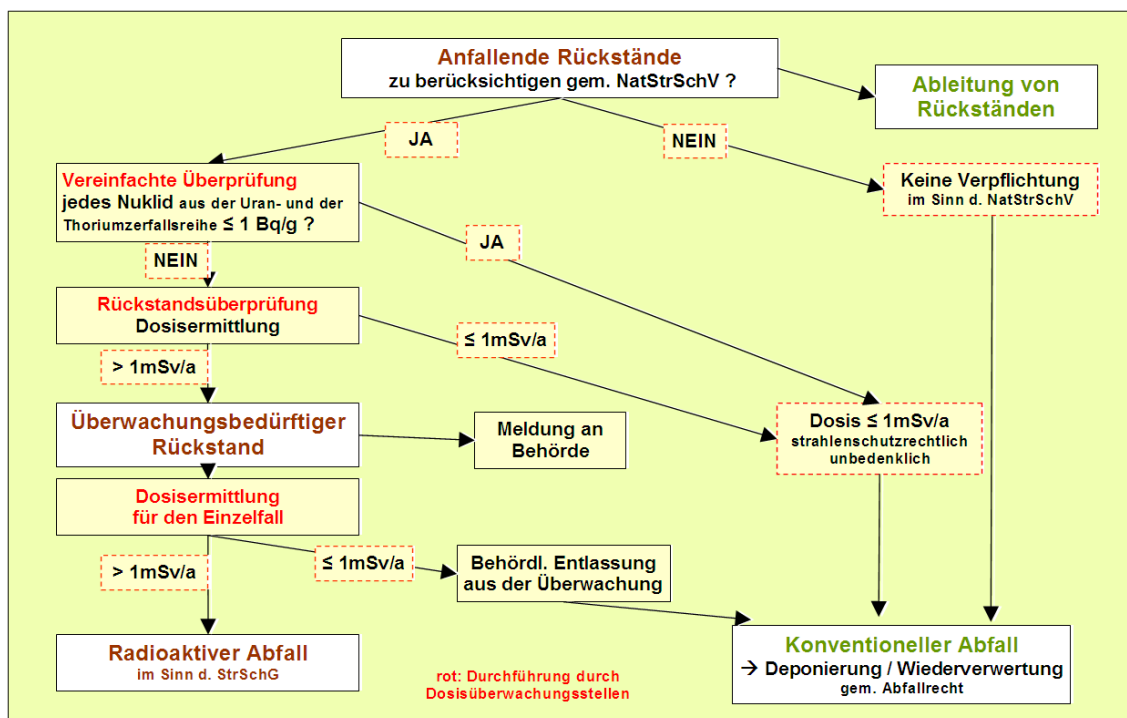 Anfallende Rückstände
zu berücksichtigen gem. NatStrSchV ?
Ableitung von
Rückständen
JA
NEIN
Vereinfachte Überprüfung
jedes Nuklid aus der Uran- und der
Thoriumzerfallsreihe ≤ 1 Bq/g ?
Keine Verpflichtung
im Sinn d. NatStrSchV
JA
NEIN
Rückstandsüberprüfung
Dosisermittlung
≤ 1mSv/a
> 1mSv/a
Überwachungsbedürftiger
Rückstand
Meldung an
Behörde
Dosis ≤ 1mSv/a
strahlenschutzrechtlich
unbedenklich
Dosisermittlung
für den Einzelfall
> 1mSv/a
≤ 1mSv/a
Behördl. Entlassung
aus der Überwachung
Radioaktiver Abfall
im Sinn d. StrSchG
rot: Durchführung durch
Dosisüberwachungsstellen
Konventioneller Abfall
→ Deponierung / Wiederverwertung
gem. Abfallrecht